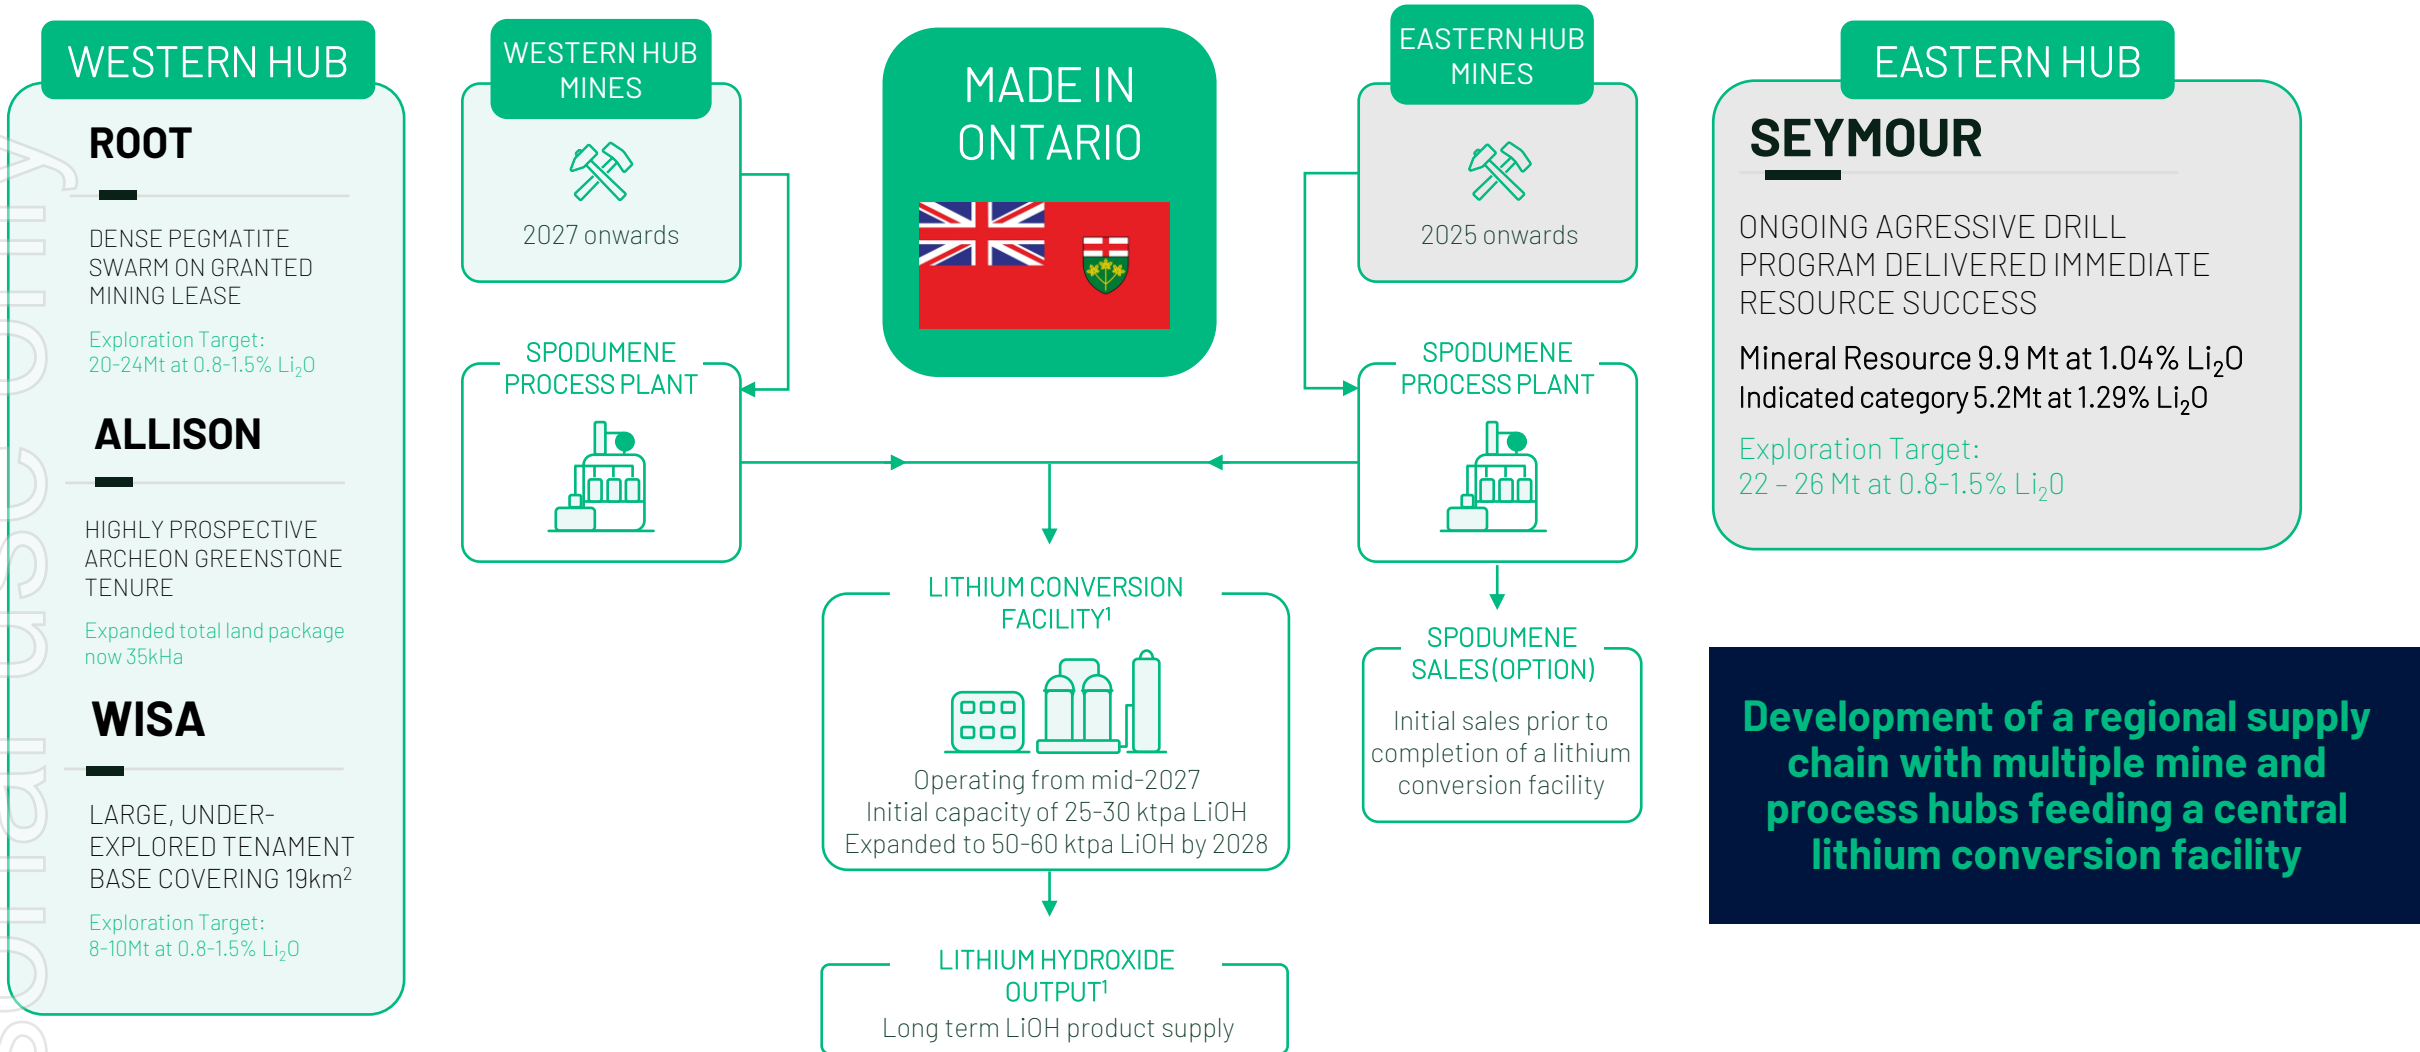 WESTERN HUB
ROOT
DENSE PEGMATITE
SWARM ON GRANTED
MINING LEASE
Exploration Target:
20-24Mt at 0.8-1.5% Li₂O
ALLISON
HIGHLY PROSPECTIVE
ARCHEON GREENSTONE
TENURE
Expanded total land package
now 35kHa
WISA
LARGE, UNDER-
EXPLORED TENAMENT
BASE COVERING 19km²
Exploration Target:
8-10Mt at 0.8-1.5% Li₂O
WESTERN HUB
MINES
2027 onwards
SPODUMENE
PROCESS PLANT
MADE IN
ONTARIO
LITHIUM CONVERSION
FACILITY¹
Operating from mid-2027
Initial capacity of 25-30 ktpa LiOH
Expanded to 50-60 ktpa LiOH by 2028
LITHIUM HYDROXIDE
OUTPUT¹
Long term LiOH product supply
EASTERN HUB
MINES
2025 onwards
SPODUMENE
PROCESS PLANT
SPODUMENE
SALES (OPTION)
Initial sales prior to
completion of a lithium
conversion facility
EASTERN HUB
SEYMOUR
ONGOING AGRESSIVE DRILL
PROGRAM DELIVERED IMMEDIATE
RESOURCE SUCCESS
Mineral Resource 9.9 Mt at 1.04% Li₂O
Indicated category 5.2Mt at 1.29% Li₂O
Exploration Target:
22 – 26 Mt at 0.8-1.5% Li₂O
Development of a regional supply
chain with multiple mine and
process hubs feeding a central
lithium conversion facility
sonal use only